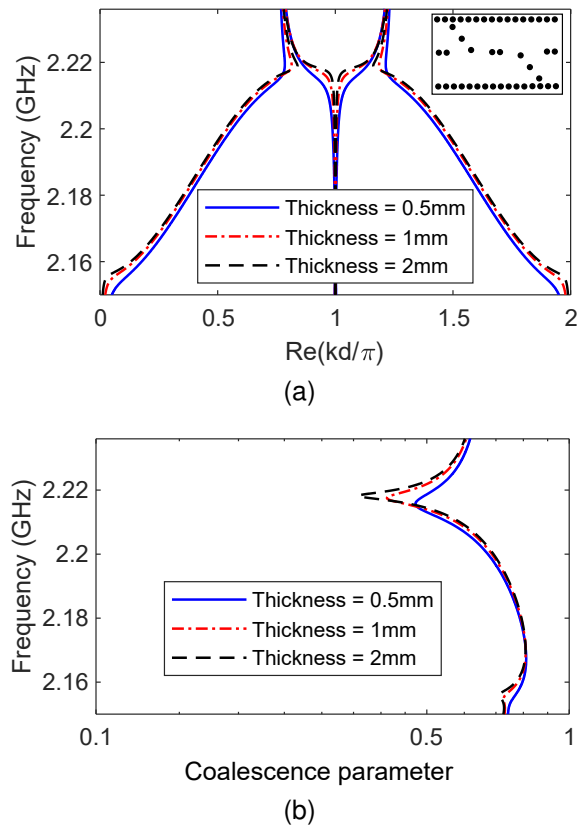 2.22
2.2
2.18
2.16
Frequency (GHz)
Thickness = 0.5mm
Thickness = 1mm
Thickness = 2mm
0
0.5
1
1.5
2
Re(kd/π)
(a)
2.22
2.2
2.18
2.16
Frequency (GHz)
Thickness = 0.5mm
Thickness = 1mm
Thickness = 2mm
0.1
0.5
1
Coalescence parameter
(b)